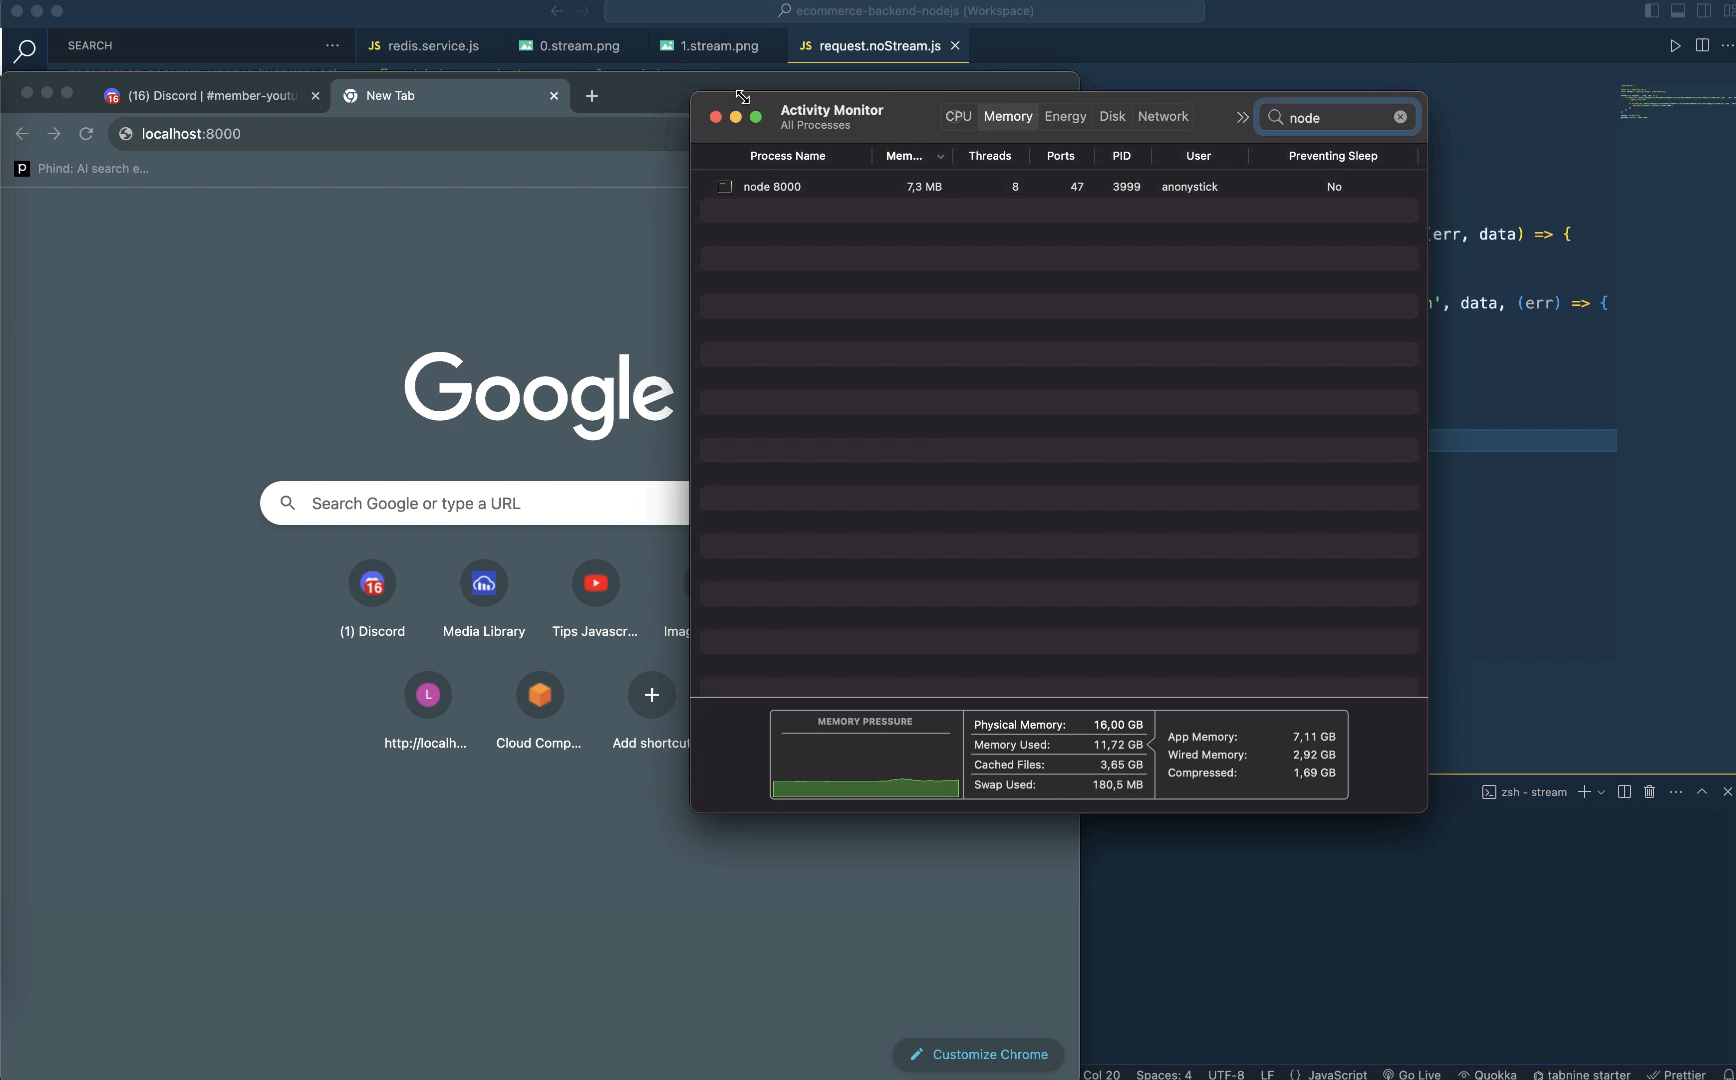 ecommerce-backend-nodejs (Workspace)
SEARCH
JS redis.service.js
0.stream.png
1.stream.png
JS request.noStream.js
(16) Discord | #member-youtu
New Tab
localhost:8000
P Phind: AI search e...
Google
Search Google or type a URL
16
(1) Discord
Media Library
Tips Javascr...
Imag
L
http://localh...
Cloud Comp...
Add shortcut
Customize Chrome
Activity Monitor
All Processes
CPU Memory Energy Disk Network
node
Process Name Mem... Threads Ports PID User Preventing Sleep
node 8000 7,3 MB 8 47 3999 anonystick No
MEMORY PRESSURE
Physical Memory: 16,00 GB
Memory Used: 11,72 GB
Cached Files: 3,65 GB
Swap Used: 180,5 MB
App Memory: 7,11 GB
Wired Memory: 2,92 GB
Compressed: 1,69 GB
(err, data) => {
', data, (err) => {
zsh - stream
Col 20 Spaces: 4 UTF-8 LF {} JavaScript Go Live Quokka tabnine starter Prettier